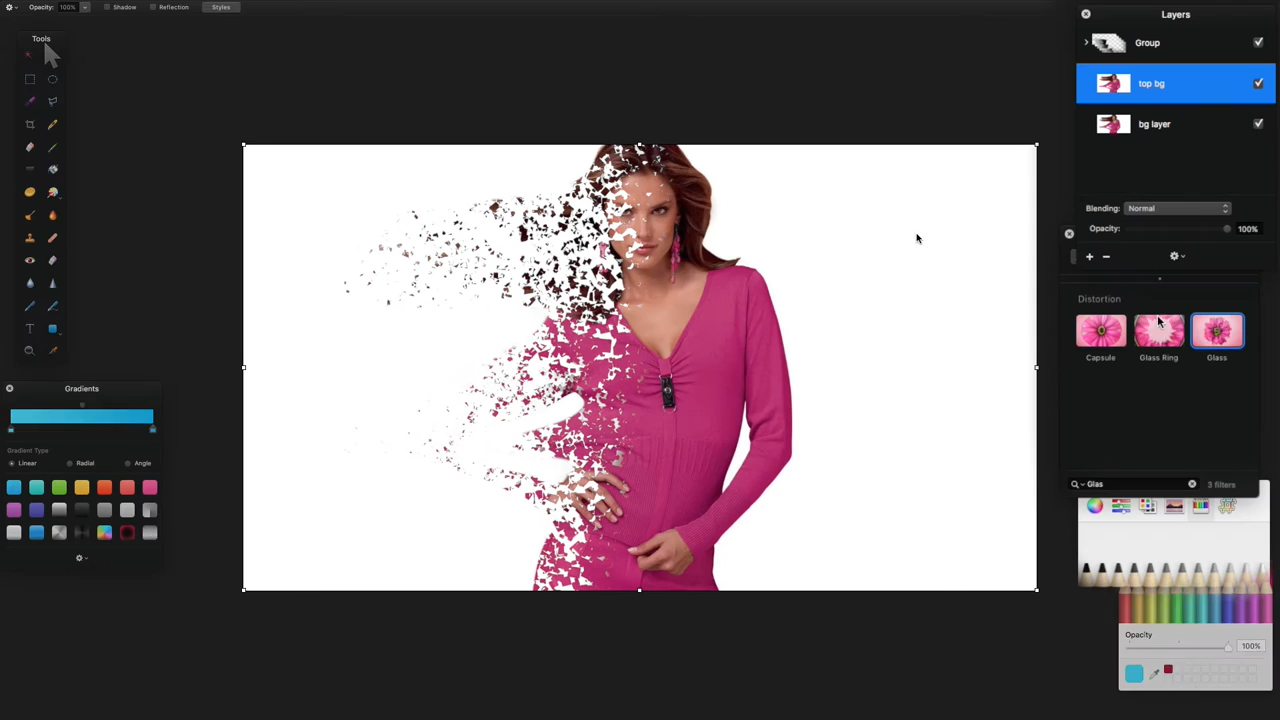 Opacity: 100% Shadow Reflection Styles
Tools
Gradients
Gradient Type
Linear Radial Angle
Layers
Group
top bg
bg layer
Blending: Normal
Opacity: 100%
Distortion
Capsule Glass Ring Glass
Glas 3 filters
Opacity
100%